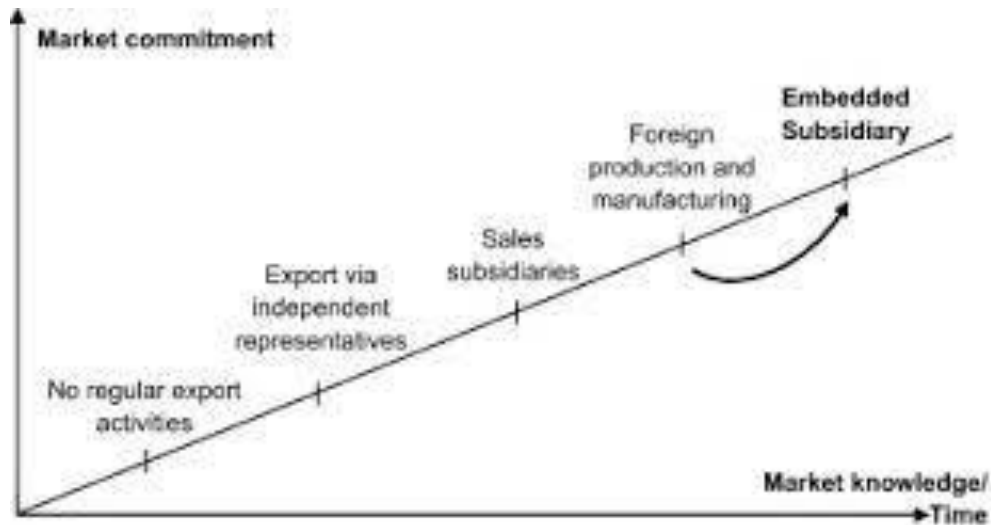 Market commitment
Embedded
Subsidiary
Foreign
production and
manufacturing
Sales
subsidiaries
Export via
independent
representatives
No regular export
activities
Market knowledge/
Time